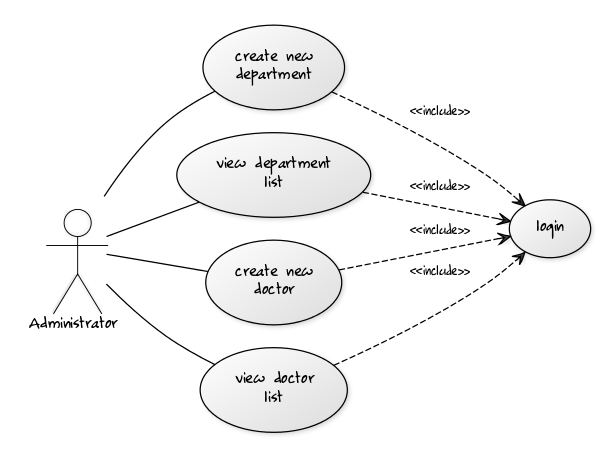 create new
department
<<include>>
view department
list
<<include>>
login
<<include>>
create new
doctor
<<include>>
Administrator
view doctor
list